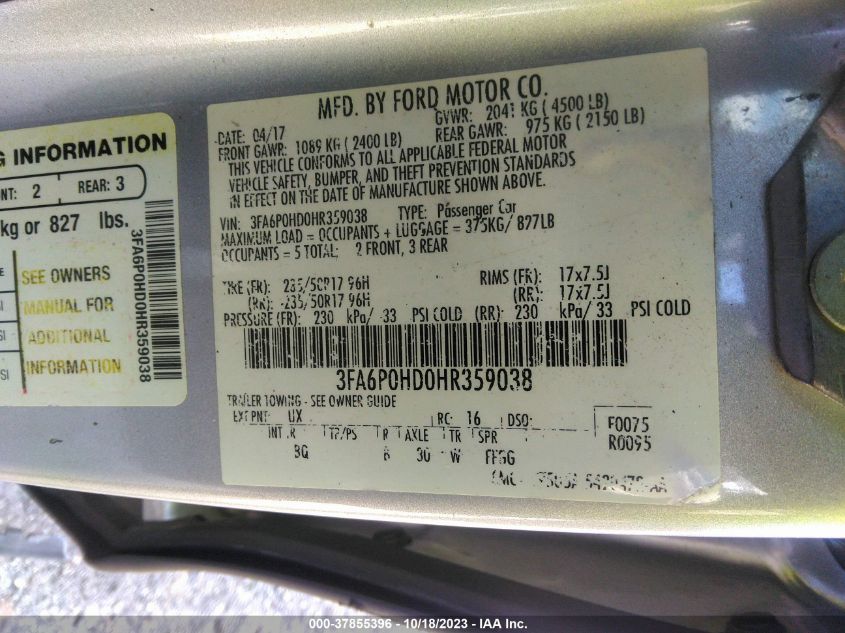 G INFORMATION
NT: 2 REAR: 3
kg or 827 lbs.
SEE OWNERS
MANUAL FOR
ADDITIONAL
INFORMATION
SI
SI
3FA6P0HD0HR359038
MFD. BY FORD MOTOR CO.
DATE: 04/17 GVWR: 2041 KG ( 4500 LB)
FRONT GAWR: 1089 KG ( 2400 LB) REAR GAWR: 975 KG ( 2150 LB)
THIS VEHICLE CONFORMS TO ALL APPLICABLE FEDERAL MOTOR
VEHICLE SAFETY, BUMPER, AND THEFT PREVENTION STANDARDS
IN EFFECT ON THE DATE OF MANUFACTURE SHOWN ABOVE.
VIN: 3FA6P0HD0HR359038 TYPE: Passenger Car
MAXIMUM LOAD = OCCUPANTS + LUGGAGE = 375KG/ 827LB
OCCUPANTS = 5 TOTAL: 2 FRONT, 3 REAR
TIRE (FR): 235/50R17 96H RIMS (FR): 17x7.5J
(RR): 235/50R17 96H (RR): 17x7.5J
PRESSURE (FR): 230 kPa/ 33 PSI COLD (RR): 230 kPa/ 33 PSI COLD
3FA6P0HD0HR359038
TRAILER TOWING - SEE OWNER GUIDE
EXT PNT: UX RC: 16 DSO: F0075
R0095
INT TR TP/PS R AXLE TR SPR
30 W FFGG
000-37855396 - 10/18/2023 - IAA Inc.